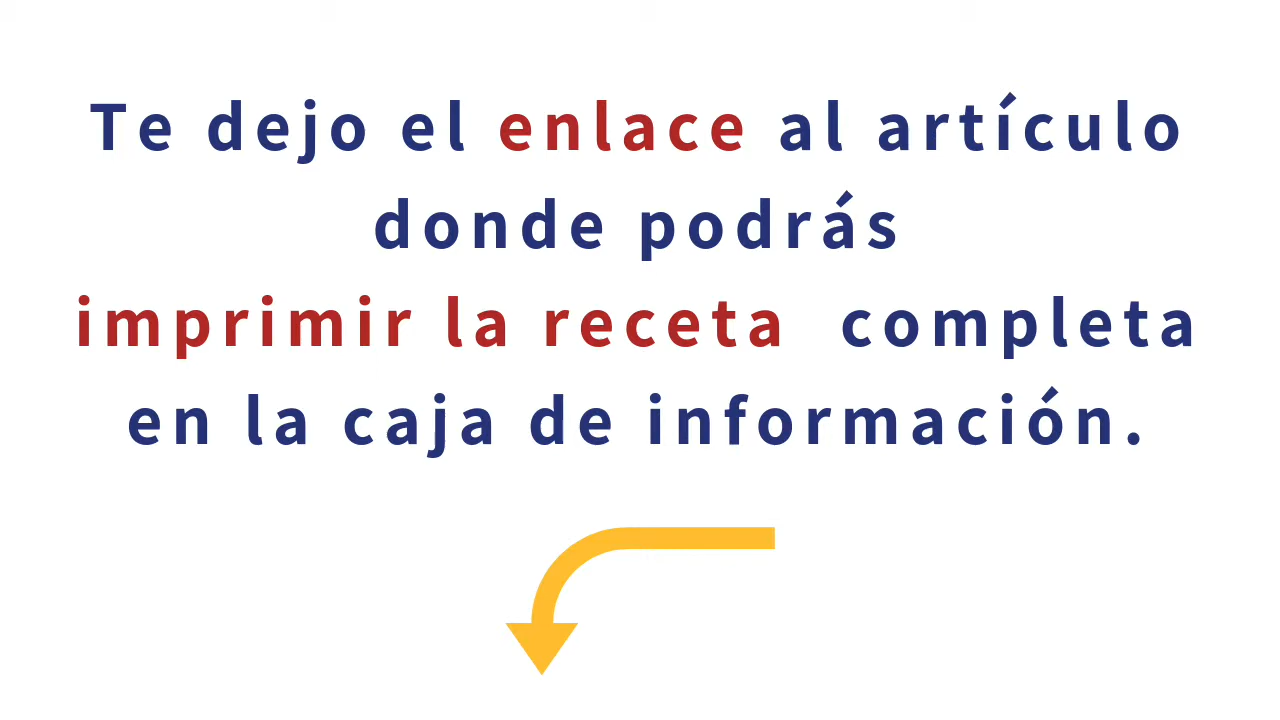 Te dejo el enlace al artículo
donde podrás
imprimir la receta completa
en la caja de información.